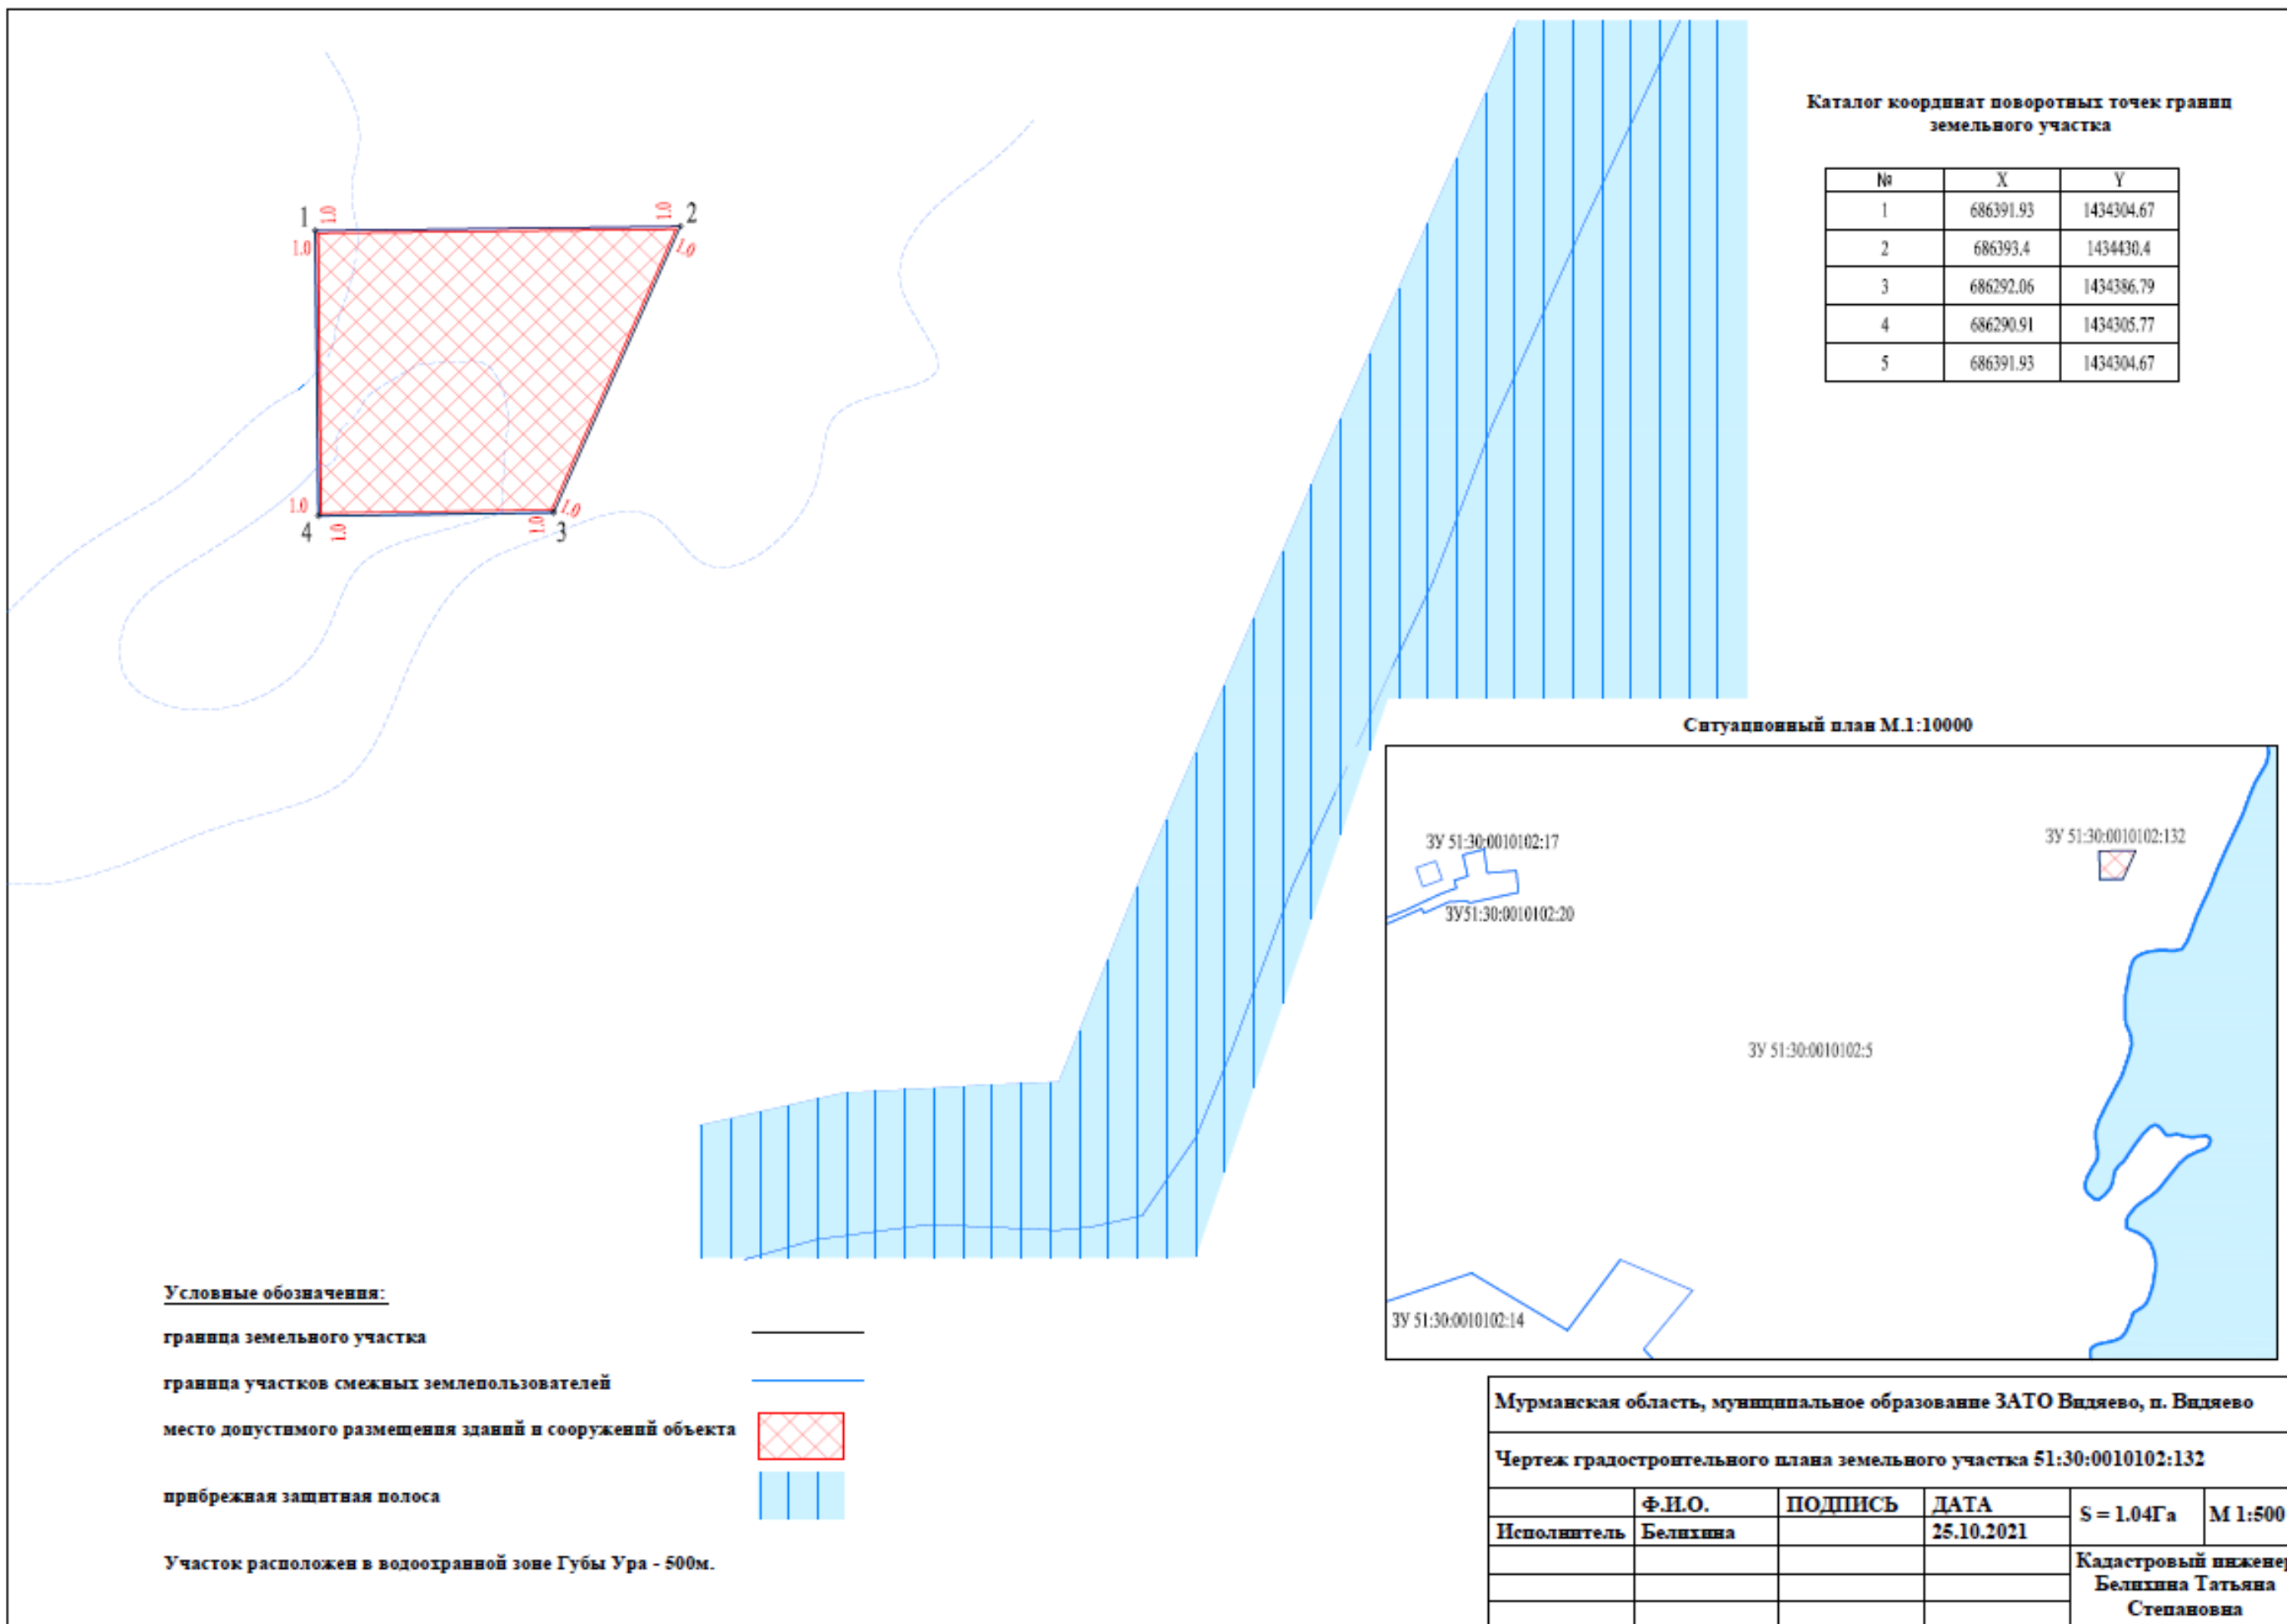 Каталог координат поворотных точек границ
земельного участка
№ X Y
1 686391.93 1434304.67
2 686393.4 1434430.4
3 686292.06 1434386.79
4 686290.91 1434305.77
5 686391.93 1434304.67
1 1.0 1.0 2
1.0 1.0
1.0 1.0 1.0
4 1.0 3
Ситуационный план М.1:10000
ЗУ 51:30:0010102:17
ЗУ 51:30:0010102:132
ЗУ51:30:0010102:20
ЗУ 51:30:0010102:5
ЗУ 51:30:0010102:14
Условные обозначения:
граница земельного участка
граница участков смежных землепользователей
место допустимого размещения зданий и сооружений объекта
прибрежная защитная полоса
Участок расположен в водоохранной зоне Губы Ура - 500м.
Мурманская область, муниципальное образование ЗАТО Видяево, п. Видяево
Чертеж градостроительного плана земельного участка 51:30:0010102:132
Ф.И.О. ПОДПИСЬ ДАТА S = 1.04Га М 1:500
Исполнитель Белихина 25.10.2021
Кадастровый инженер
Белихина Татьяна
Степановна